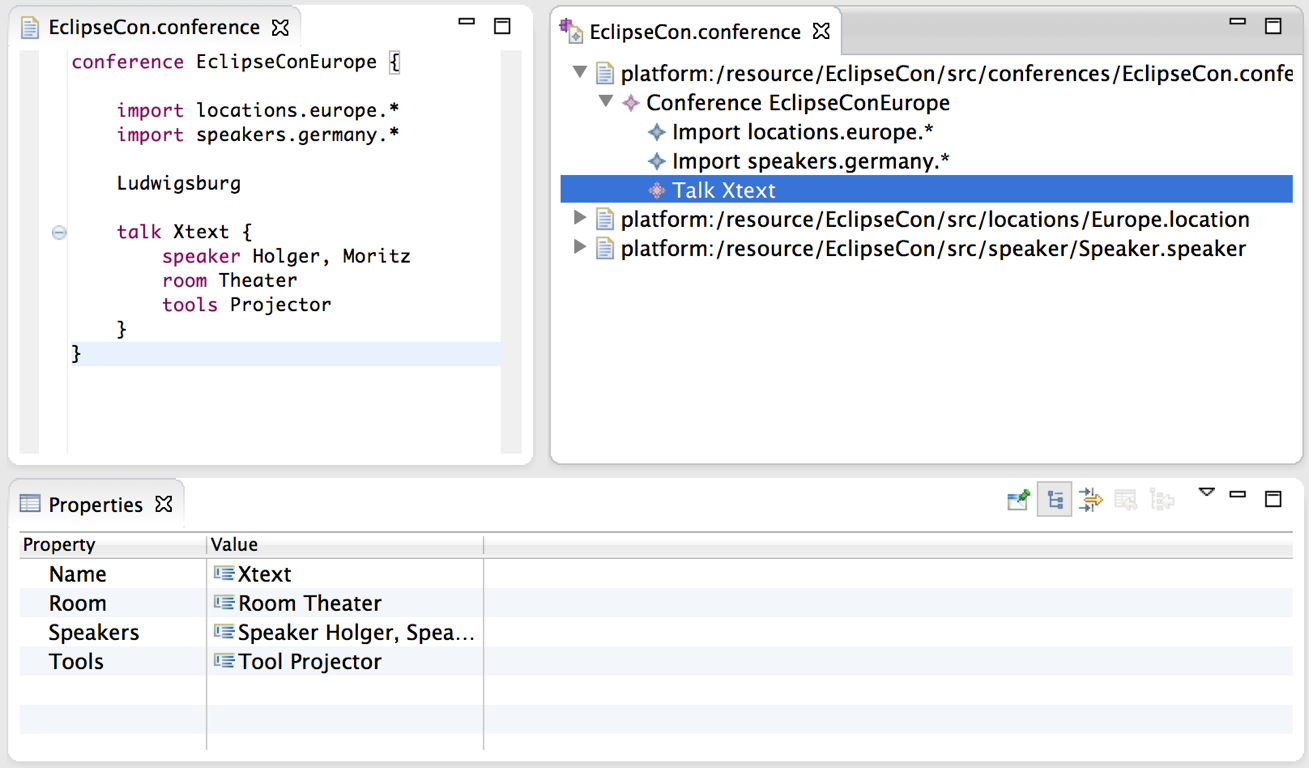 EclipseCon.conference
conference EclipseConEurope {
import locations.europe.*
import speakers.germany.*
Ludwigsburg
talk Xtext {
speaker Holger, Moritz
room Theater
tools Projector
}
}
EclipseCon.conference
platform:/resource/EclipseCon/src/conferences/EclipseCon.confe
Conference EclipseConEurope
Import locations.europe.*
Import speakers.germany.*
Talk Xtext
platform:/resource/EclipseCon/src/locations/Europe.location
platform:/resource/EclipseCon/src/speaker/Speaker.speaker
Properties
Property Value
Name Xtext
Room Room Theater
Speakers Speaker Holger, Spea...
Tools Tool Projector